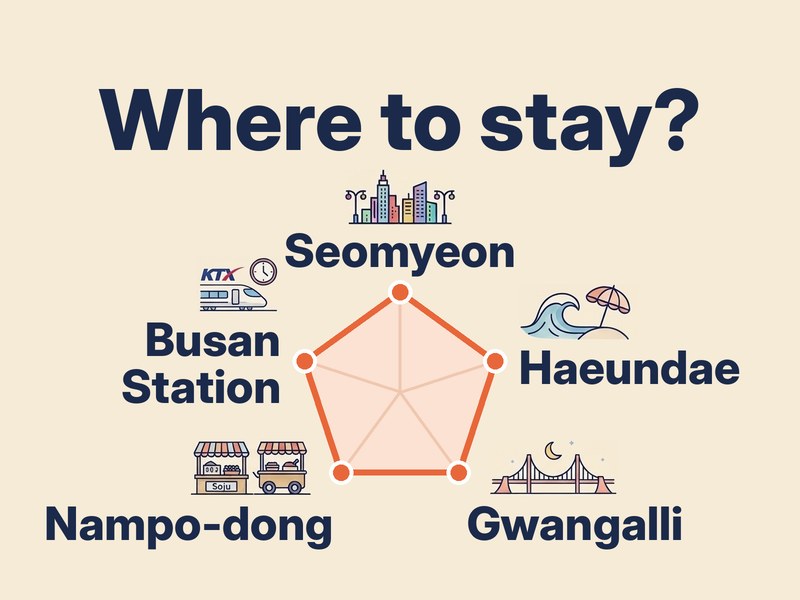 Where to stay?
Seomyeon
KTX
Busan
Station
Haeundae
Soju
Nampo-dong
Gwangalli